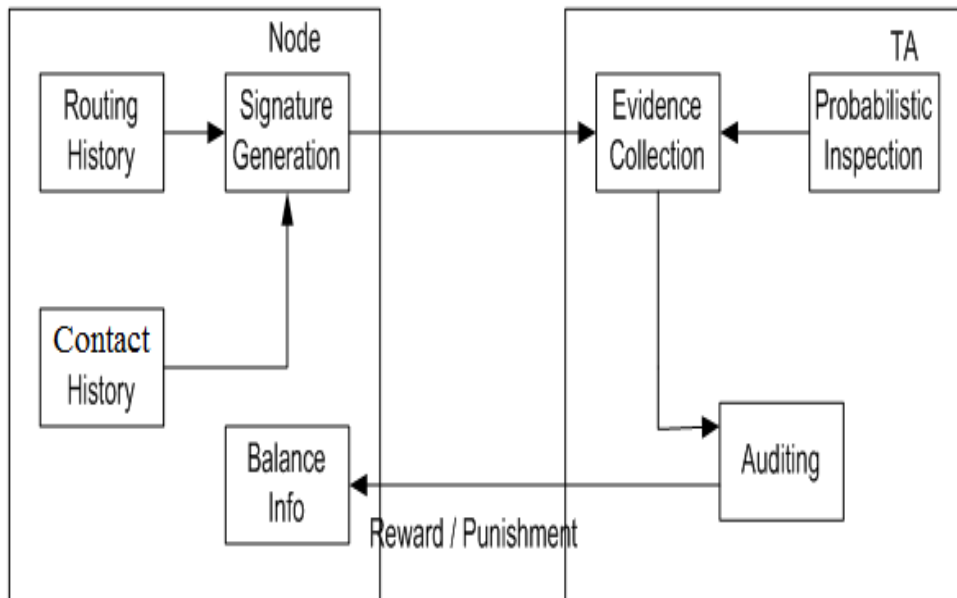 Node
Routing
History
Signature
Generation
Contact
History
Balance
Info
Reward / Punishment
TA
Evidence
Collection
Probabilistic
Inspection
Auditing